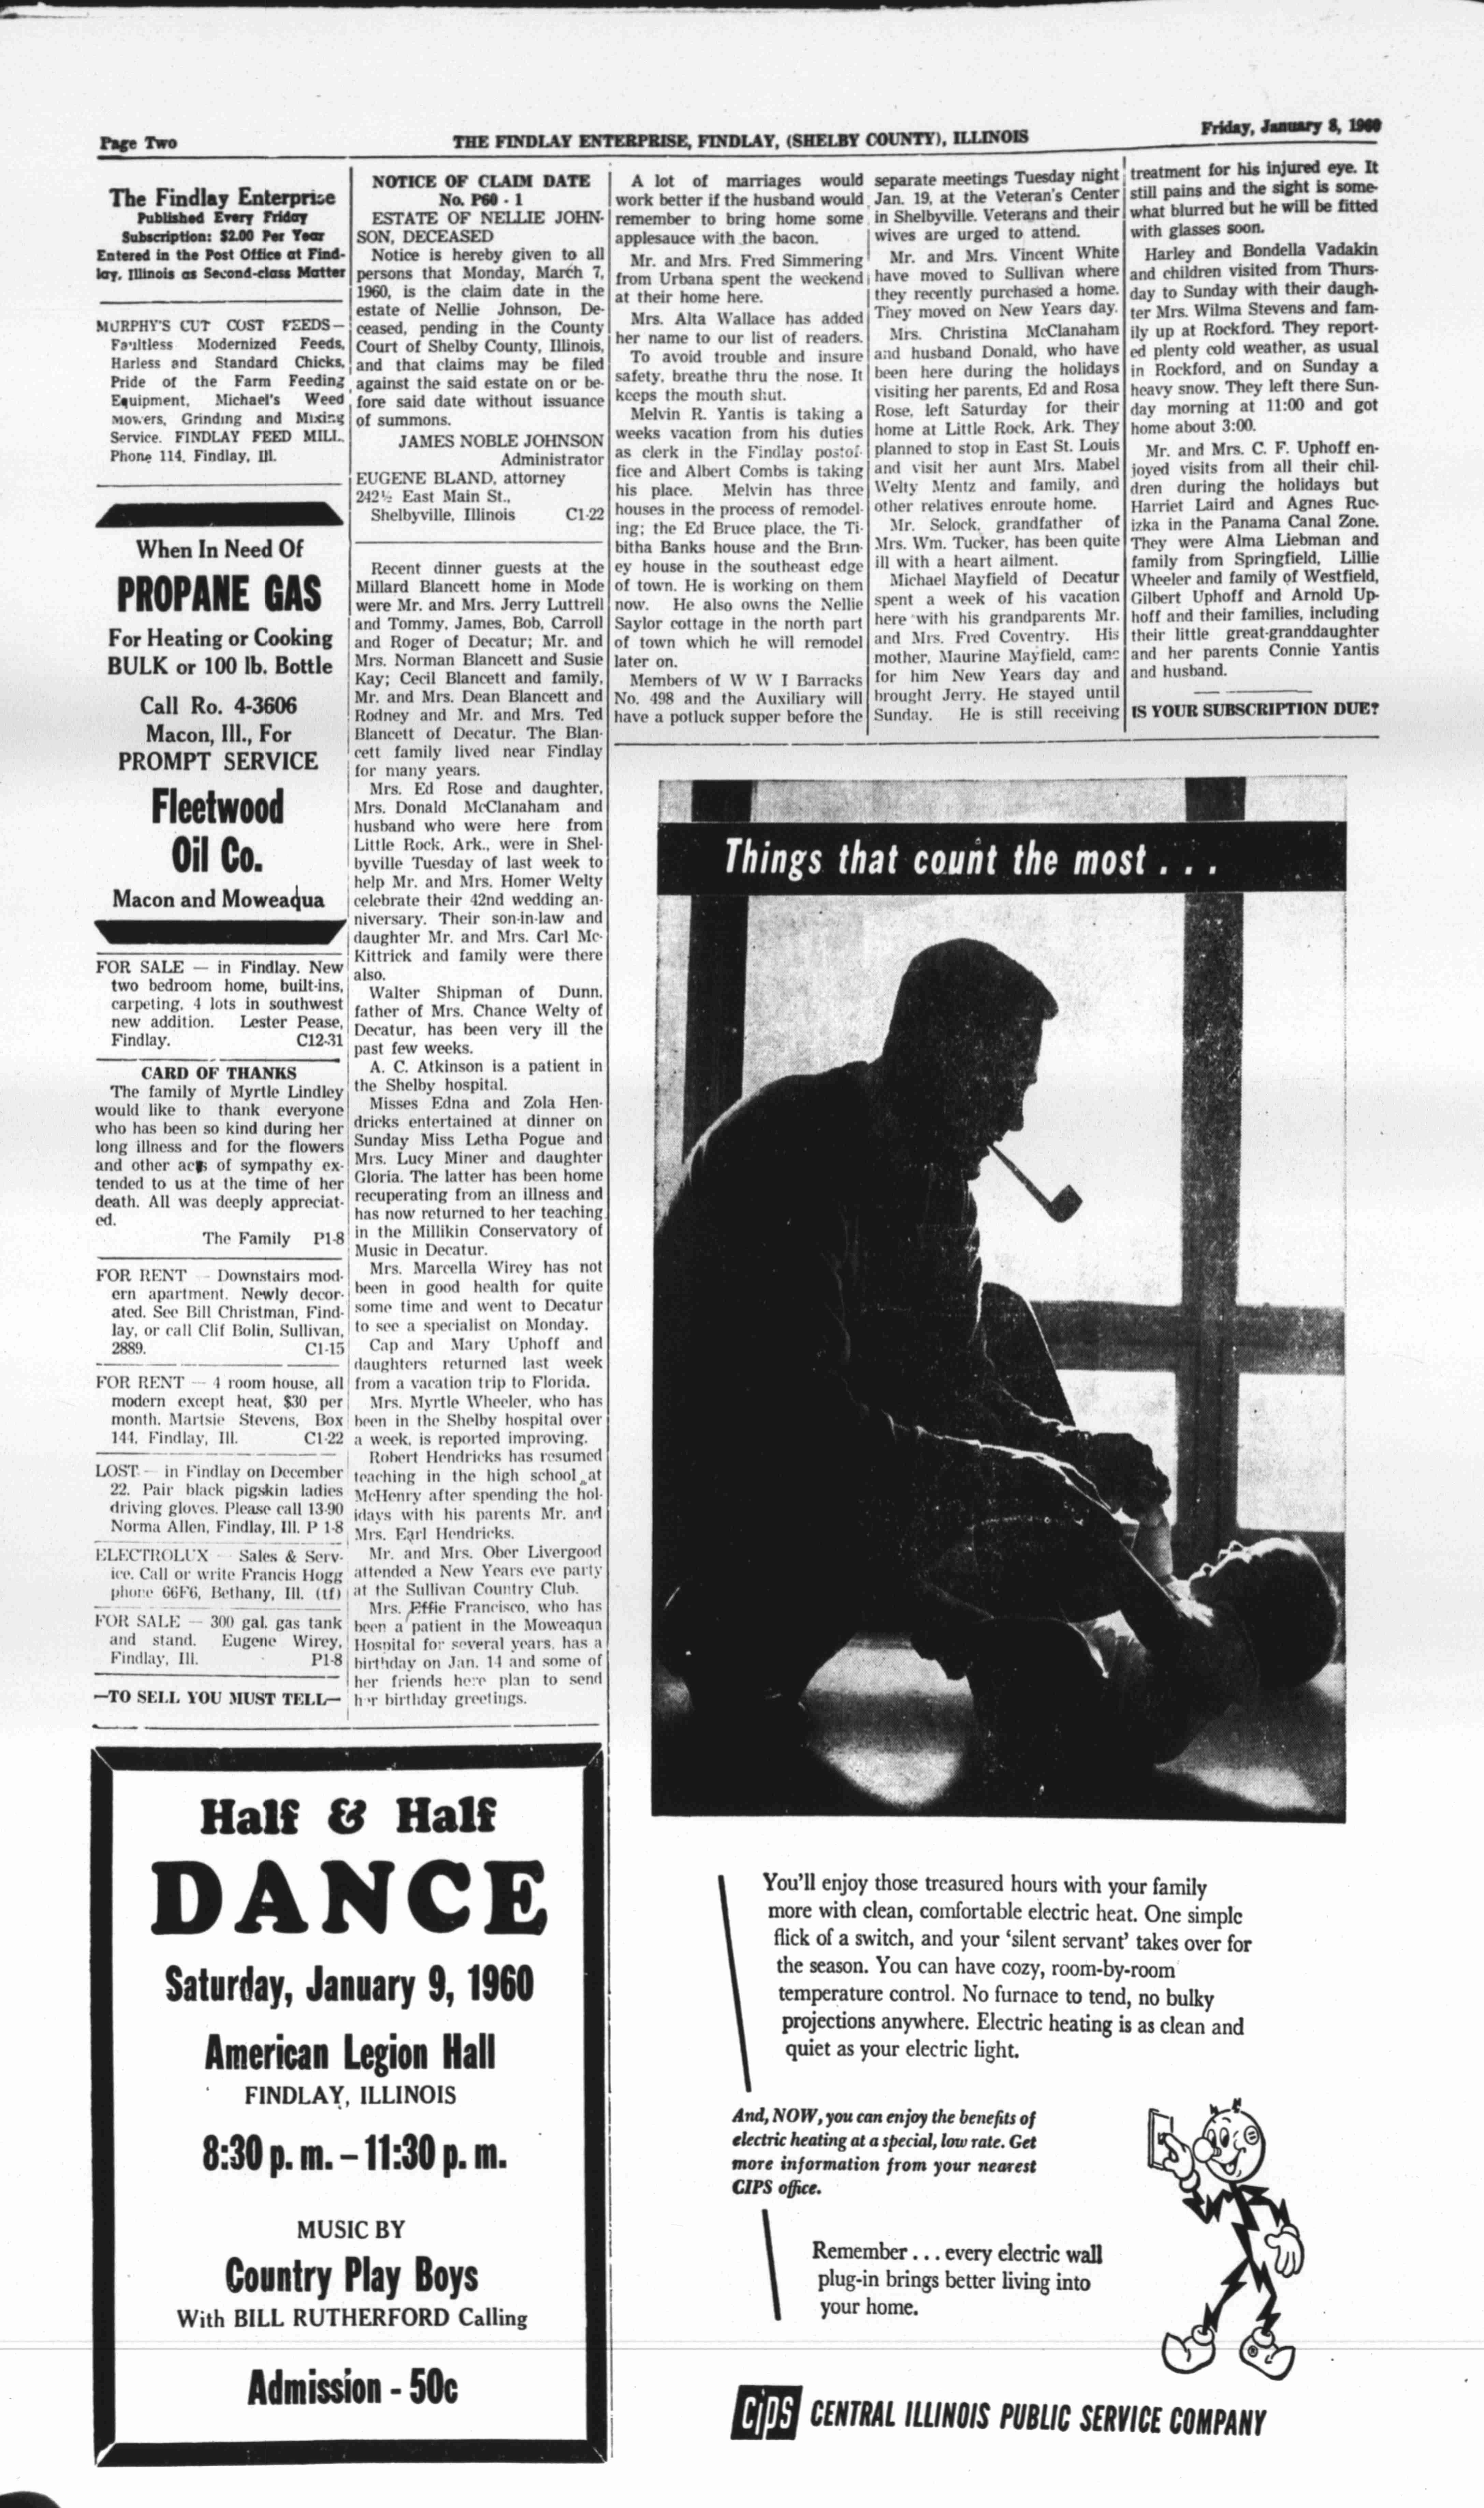 Page Two
THE FINDLAY ENTERPRISE, FINDLAY, (SHELBY COUNTY), ILLINOIS
Friday, January 8, 1960
The Findlay Enterprise
Published Every Friday
Subscription: $2.00 Per Year
Entered in the Post Office at Find-
lay, Illinois as Second-class Matter
MURPHY'S CUT COST FEEDS—
Faultless Modernized Feeds,
Harless and Standard Chicks,
Pride of the Farm Feeding
Equipment, Michael's Weed
Mowers, Grinding and Mixing
Service. FINDLAY FEED MILL,
Phone 114, Findlay, Ill.
When In Need Of
PROPANE GAS
For Heating or Cooking
BULK or 100 lb. Bottle
Call Ro. 4-3606
Macon, Ill., For
PROMPT SERVICE
Fleetwood
Oil Co.
Macon and Moweaqua
FOR SALE — in Findlay. New
two bedroom home, built-ins,
carpeting, 4 lots in southwest
new addition. Lester Pease,
Findlay. C12-31
CARD OF THANKS
The family of Myrtle Lindley
would like to thank everyone
who has been so kind during her
long illness and for the flowers
and other acts of sympathy ex-
tended to us at the time of her
death. All was deeply appreciat-
ed.
The Family P1-8
FOR RENT — Downstairs mod-
ern apartment. Newly decor-
ated. See Bill Christman, Find-
lay, or call Clif Bolin, Sullivan,
2889. C1-15
FOR RENT — 4 room house, all
modern except heat, $30 per
month. Martsie Stevens, Box
144, Findlay, Ill. C1-22
LOST — in Findlay on December
22. Pair black pigskin ladies
driving gloves. Please call 13-90
Norma Allen, Findlay, Ill. P 1-8
ELECTROLUX — Sales & Serv-
ice. Call or write Francis Hogg
phone 66F6, Bethany, Ill. (tf)
FOR SALE — 300 gal. gas tank
and stand. Eugene Wirey,
Findlay, Ill. P1-8
—TO SELL YOU MUST TELL—
NOTICE OF CLAIM DATE
No. P60 - 1
ESTATE OF NELLIE JOHN-
SON, DECEASED
Notice is hereby given to all
persons that Monday, March 7,
1960, is the claim date in the
estate of Nellie Johnson, De-
ceased, pending in the County
Court of Shelby County, Illinois,
and that claims may be filed
against the said estate on or be-
fore said date without issuance
of summons.
JAMES NOBLE JOHNSON
Administrator
EUGENE BLAND, attorney
242½ East Main St.,
Shelbyville, Illinois C1-22
Recent dinner guests at the
Millard Blancett home in Mode
were Mr. and Mrs. Jerry Luttrell
and Tommy, James, Bob, Carroll
and Roger of Decatur; Mr. and
Mrs. Norman Blancett and Susie
Kay; Cecil Blancett and family,
Mr. and Mrs. Dean Blancett and
Rodney and Mr. and Mrs. Ted
Blancett of Decatur. The Blan-
cett family lived near Findlay
for many years.
Mrs. Ed Rose and daughter,
Mrs. Donald McClanaham and
husband who were here from
Little Rock, Ark., were in Shel-
byville Tuesday of last week to
help Mr. and Mrs. Homer Welty
celebrate their 42nd wedding an-
niversary. Their son-in-law and
daughter Mr. and Mrs. Carl Mc-
Kittrick and family were there
also.
Walter Shipman of Dunn,
father of Mrs. Chance Welty of
Decatur, has been very ill the
past few weeks.
A. C. Atkinson is a patient in
the Shelby hospital.
Misses Edna and Zola Hen-
dricks entertained at dinner on
Sunday Miss Letha Pogue and
Mrs. Lucy Miner and daughter
Gloria. The latter has been home
recuperating from an illness and
has now returned to her teaching
in the Millikin Conservatory of
Music in Decatur.
Mrs. Marcella Wirey has not
been in good health for quite
some time and went to Decatur
to see a specialist on Monday.
Cap and Mary Uphoff and
daughters returned last week
from a vacation trip to Florida.
Mrs. Myrtle Wheeler, who has
been in the Shelby hospital over
a week, is reported improving.
Robert Hendricks has resumed
teaching in the high school at
McHenry after spending the hol-
idays with his parents Mr. and
Mrs. Earl Hendricks.
Mr. and Mrs. Ober Livergood
attended a New Years eve party
at the Sullivan Country Club.
Mrs. Effie Francisco, who has
been a patient in the Moweaqua
Hospital for several years, has a
birthday on Jan. 14 and some of
her friends here plan to send
her birthday greetings.
A lot of marriages would
work better if the husband would
remember to bring home some
applesauce with the bacon.
Mr. and Mrs. Fred Simmering
from Urbana spent the weekend
at their home here.
Mrs. Alta Wallace has added
her name to our list of readers.
To avoid trouble and insure
safety, breathe thru the nose. It
keeps the mouth shut.
Melvin R. Yantis is taking a
weeks vacation from his duties
as clerk in the Findlay postof-
fice and Albert Combs is taking
his place. Melvin has three
houses in the process of remodel-
ing; the Ed Bruce place, the Ti-
bitha Banks house and the Brin-
ey house in the southeast edge
of town. He is working on them
now. He also owns the Nellie
Saylor cottage in the north part
of town which he will remodel
later on.
Members of W W I Barracks
No. 498 and the Auxiliary will
have a potluck supper before the
separate meetings Tuesday night
Jan. 19, at the Veteran's Center
in Shelbyville. Veterans and their
wives are urged to attend.
Mr. and Mrs. Vincent White
have moved to Sullivan where
they recently purchased a home.
They moved on New Years day.
Mrs. Christina McClanaham
and husband Donald, who have
been here during the holidays
visiting her parents, Ed and Rosa
Rose, left Saturday for their
home at Little Rock, Ark. They
planned to stop in East St. Louis
and visit her aunt Mrs. Mabel
Welty Mentz and family, and
other relatives enroute home.
Mr. Selock, grandfather of
Mrs. Wm. Tucker, has been quite
ill with a heart ailment.
Michael Mayfield of Decatur
spent a week of his vacation
here with his grandparents Mr.
and Mrs. Fred Coventry. His
mother, Maurine Mayfield, came
for him New Years day and
brought Jerry. He stayed until
Sunday. He is still receiving
treatment for his injured eye. It
still pains and the sight is some-
what blurred but he will be fitted
with glasses soon.
Harley and Bondella Vadakin
and children visited from Thurs-
day to Sunday with their daugh-
ter Mrs. Wilma Stevens and fam-
ily up at Rockford. They report-
ed plenty cold weather, as usual
in Rockford, and on Sunday a
heavy snow. They left there Sun-
day morning at 11:00 and got
home about 3:00.
Mr. and Mrs. C. F. Uphoff en-
joyed visits from all their chil-
dren during the holidays but
Harriet Laird and Agnes Ruc-
izka in the Panama Canal Zone.
They were Alma Liebman and
family from Springfield, Lillie
Wheeler and family of Westfield,
Gilbert Uphoff and Arnold Up-
hoff and their families, including
their little great-granddaughter
and her parents Connie Yantis
and husband.
IS YOUR SUBSCRIPTION DUE?
Half & Half
DANCE
Saturday, January 9, 1960
American Legion Hall
FINDLAY, ILLINOIS
8:30 p. m. – 11:30 p. m.
MUSIC BY
Country Play Boys
With BILL RUTHERFORD Calling
Admission - 50c
Things that count the most . . .
You'll enjoy those treasured hours with your family
more with clean, comfortable electric heat. One simple
flick of a switch, and your 'silent servant' takes over for
the season. You can have cozy, room-by-room
temperature control. No furnace to tend, no bulky
projections anywhere. Electric heating is as clean and
quiet as your electric light.
And, NOW, you can enjoy the benefits of
electric heating at a special, low rate. Get
more information from your nearest
CIPS office.
Remember . . . every electric wall
plug-in brings better living into
your home.
CIPS CENTRAL ILLINOIS PUBLIC SERVICE COMPANY